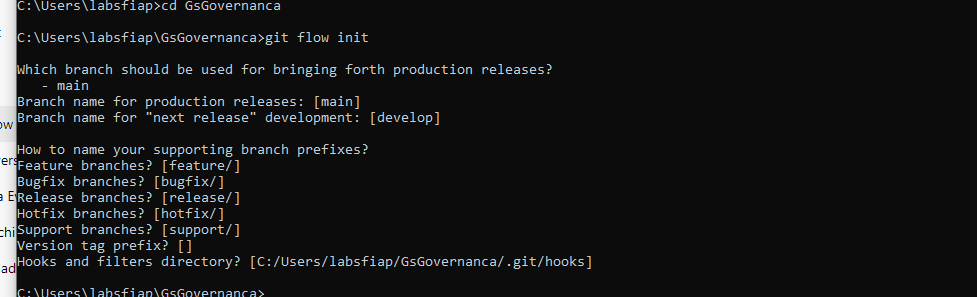 C:\Users\labsfiap>cd GsGovernanca
C:\Users\labsfiap\GsGovernanca>git flow init
Which branch should be used for bringing forth production releases?
- main
Branch name for production releases: [main]
Branch name for "next release" development: [develop]
How to name your supporting branch prefixes?
Feature branches? [feature/]
Bugfix branches? [bugfix/]
Release branches? [release/]
Hotfix branches? [hotfix/]
Support branches? [support/]
Version tag prefix? []
Hooks and filters directory? [C:/Users/labsfiap/GsGovernanca/.git/hooks]
C:\Users\labsfiap\GsGovernanca>